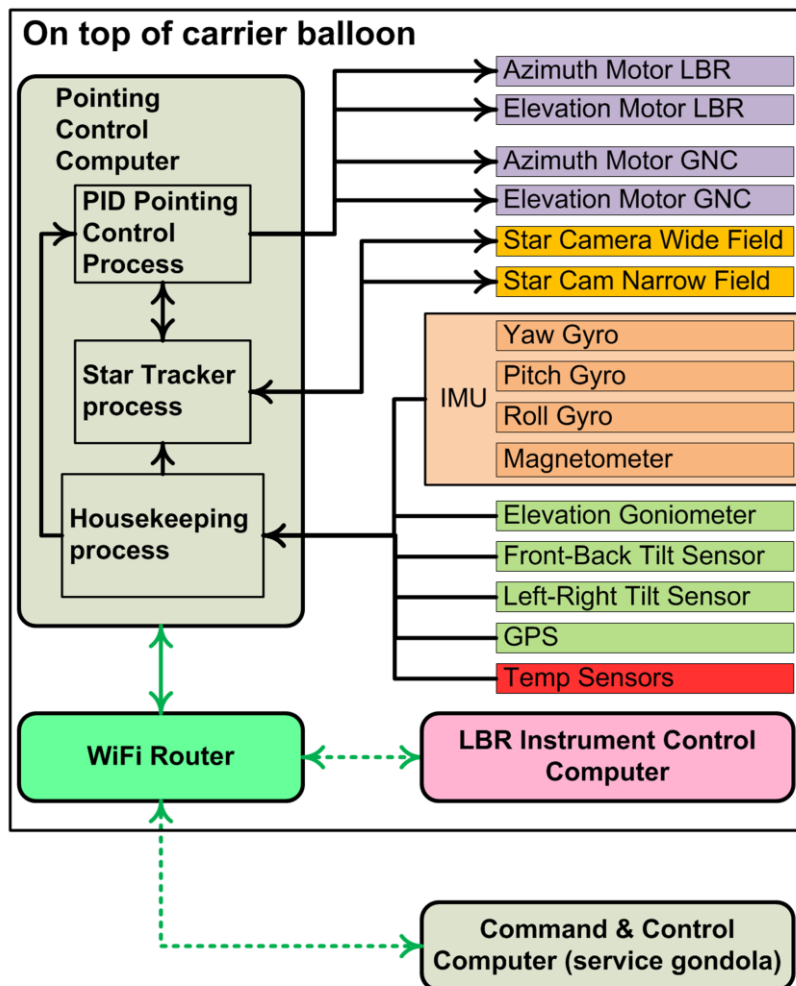 On top of carrier balloon
Pointing
Control
Computer
PID Pointing
Control
Process
Star Tracker
process
Housekeeping
process
Azimuth Motor LBR
Elevation Motor LBR
Azimuth Motor GNC
Elevation Motor GNC
Star Camera Wide Field
Star Cam Narrow Field
IMU
Yaw Gyro
Pitch Gyro
Roll Gyro
Magnetometer
Elevation Goniometer
Front-Back Tilt Sensor
Left-Right Tilt Sensor
GPS
Temp Sensors
WiFi Router
LBR Instrument Control
Computer
Command & Control
Computer (service gondola)